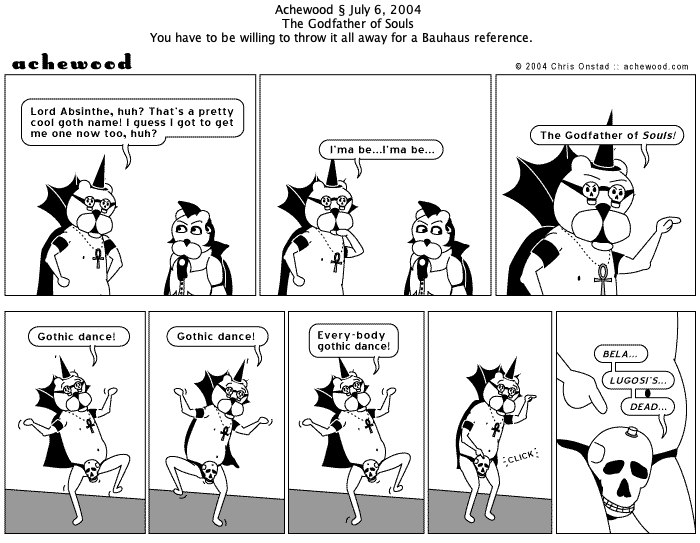 Achewood § July 6, 2004
The Godfather of Souls
You have to be willing to throw it all away for a Bauhaus reference.
achewood
© 2004 Chris Onstad :: achewood.com
Lord Absinthe, huh? That's a pretty
cool goth name! I guess I got to get
me one now too, huh?
I'ma be...I'ma be...
The Godfather of Souls!
Gothic dance!
Gothic dance!
Every-body
gothic dance!
CLICK
BELA...
LUGOSI'S...
DEAD...